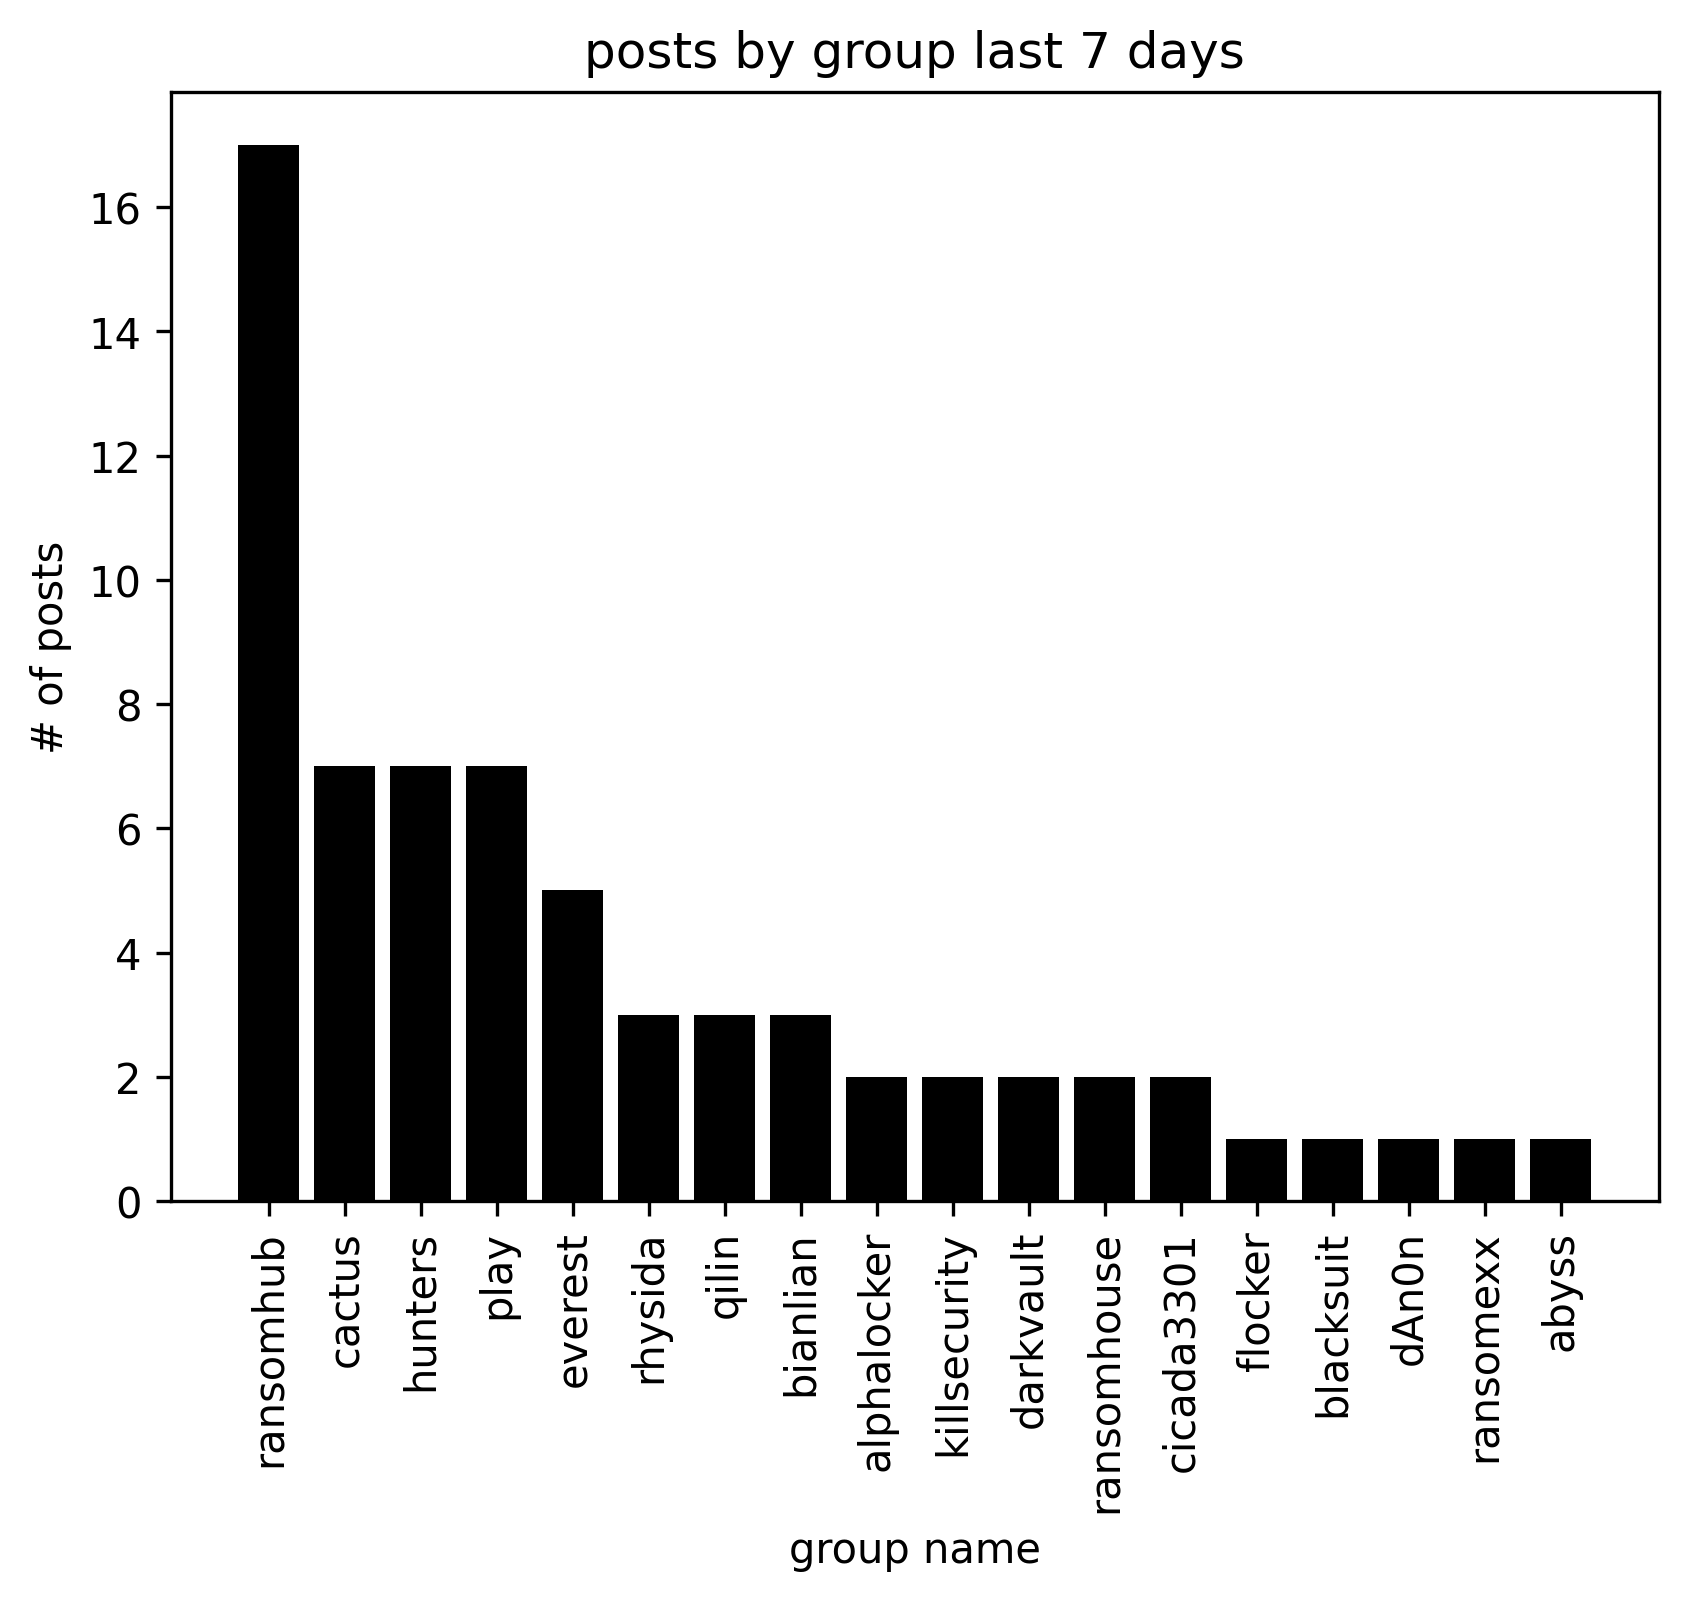 posts by group last 7 days
# of posts
16
14
12
10
8
6
4
2
0
ransomhub
cactus
hunters
play
everest
rhysida
qilin
bianlian
alphalocker
killsecurity
darkvault
ransomhouse
cicada3301
flocker
blacksuit
dAn0n
ransomexx
abyss
group name